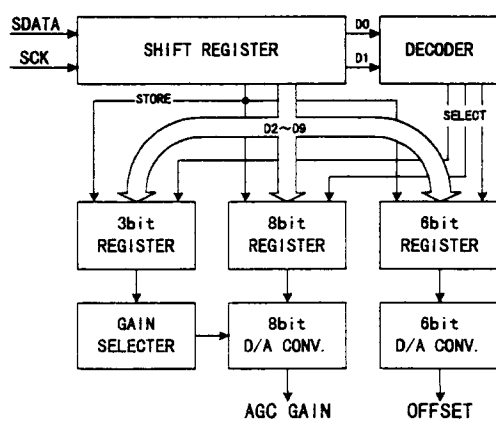 SDATA
SCK
SHIFT REGISTER
D0
D1
DECODER
STORE
SELECT
D2～D9
3bit
REGISTER
8bit
REGISTER
6bit
REGISTER
GAIN
SELECTER
8bit
D/A CONV.
6bit
D/A CONV.
AGC GAIN
OFFSET